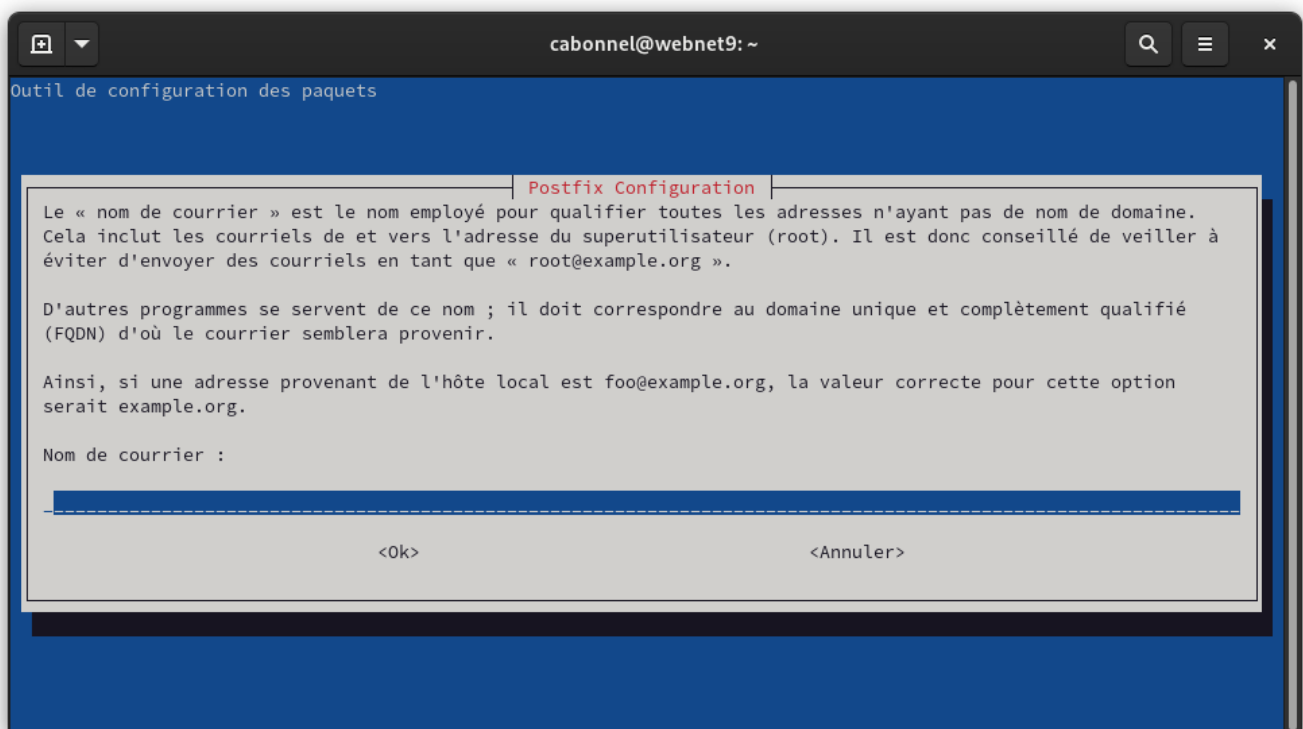 cabonnel@webnet9: ~
Outil de configuration des paquets
Postfix Configuration
Le « nom de courrier » est le nom employé pour qualifier toutes les adresses n'ayant pas de nom de domaine.
Cela inclut les courriels de et vers l'adresse du superutilisateur (root). Il est donc conseillé de veiller à
éviter d'envoyer des courriels en tant que « root@example.org ».
D'autres programmes se servent de ce nom ; il doit correspondre au domaine unique et complètement qualifié
(FQDN) d'où le courrier semblera provenir.
Ainsi, si une adresse provenant de l'hôte local est foo@example.org, la valeur correcte pour cette option
serait example.org.
Nom de courrier :
<Ok> <Annuler>